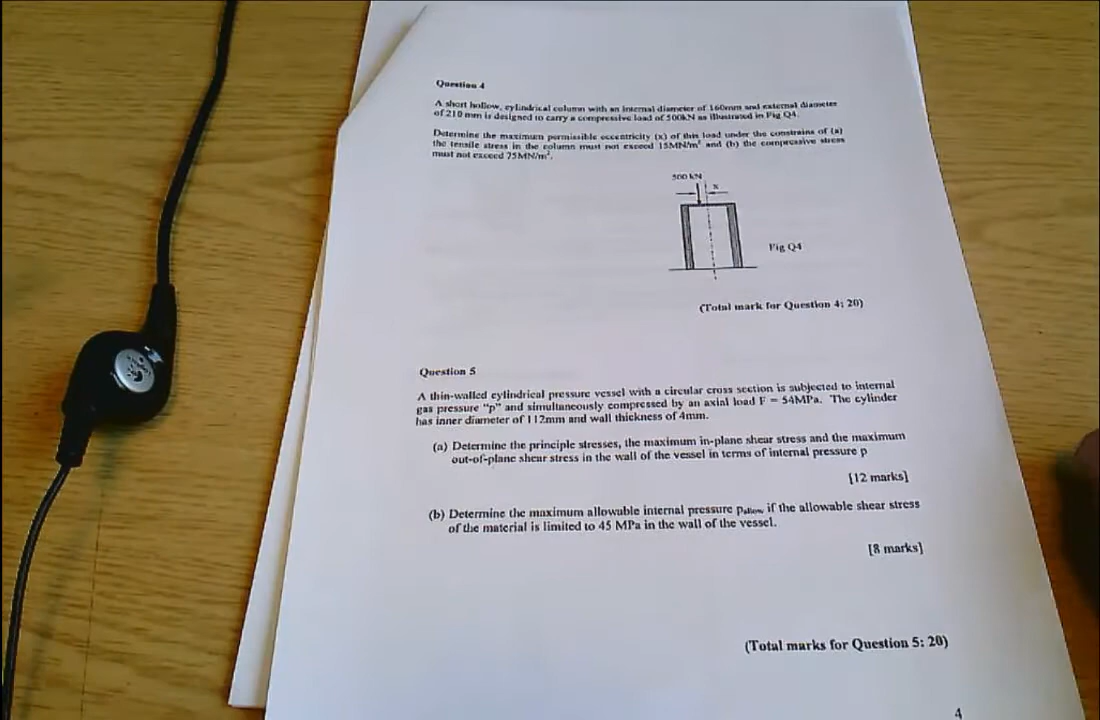 Question 4
A short hollow, cylindrical column with an internal diameter of 160mm and external diameter
of 210 mm is designed to carry a compressive load of 500kN as illustrated in Fig Q4.
Determine the maximum permissible eccentricity (x) of this load under the constrains of (a)
the tensile stress in the column must not exceed 15MN/m² and (b) the compressive stress
must not exceed 75MN/m².
500 kN
x
Fig Q4
(Total mark for Question 4: 20)
Question 5
A thin-walled cylindrical pressure vessel with a circular cross section is subjected to internal
gas pressure "p" and simultaneously compressed by an axial load F = 54MPa. The cylinder
has inner diameter of 112mm and wall thickness of 4mm.
(a) Determine the principle stresses, the maximum in-plane shear stress and the maximum
out-of-plane shear stress in the wall of the vessel in terms of internal pressure p
[12 marks]
(b) Determine the maximum allowable internal pressure pallow if the allowable shear stress
of the material is limited to 45 MPa in the wall of the vessel.
[8 marks]
(Total marks for Question 5: 20)
4